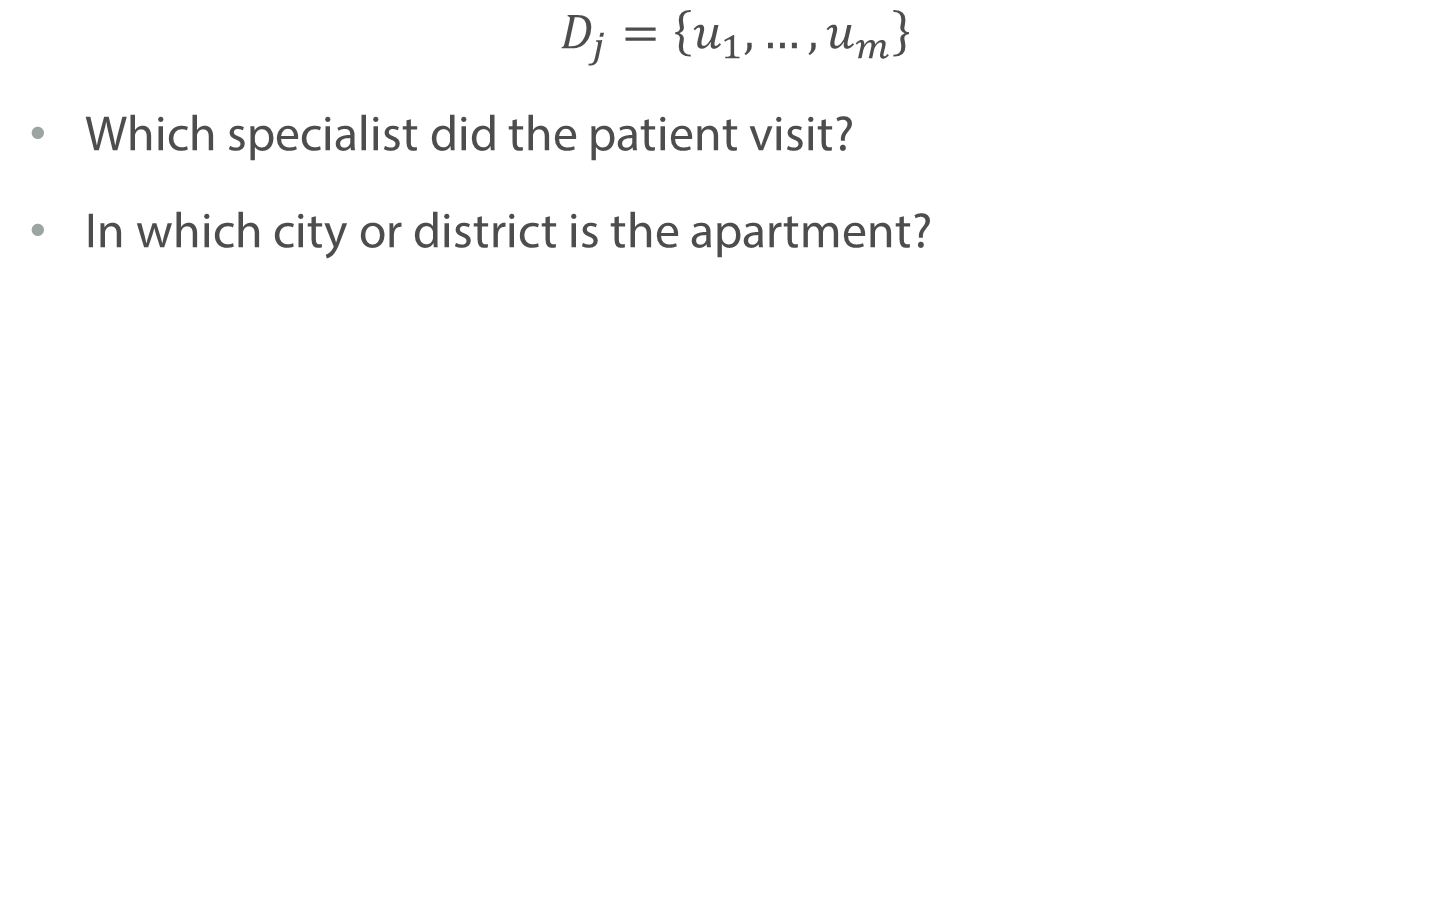 D_j = {u_1, ... , u_m}
• Which specialist did the patient visit?
• In which city or district is the apartment?